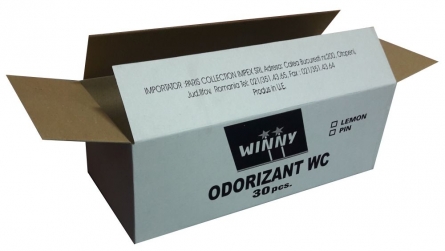 IMPORTATOR :PARIS COLLECTION IMPEX SRL Adresa: Calea Bucuresti nr.200, Otopeni,
Jud.Ilfov, Romania Tel: 021/351.43.65, Fax : 021/351.43.64
Produs in U.E.
WINNY
LEMON
PIN
ODORIZANT WC
30 pcs.